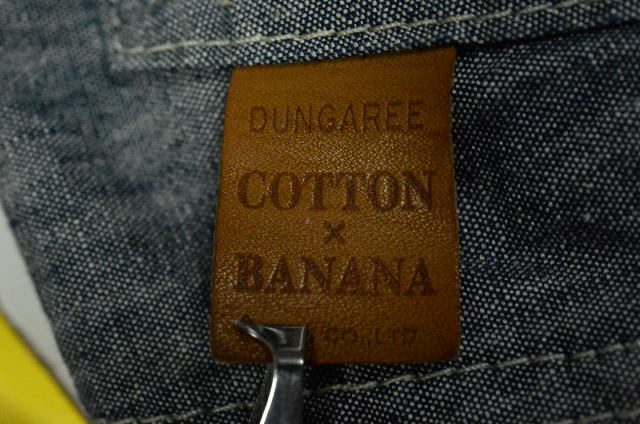 DUNGAREE
COTTON
×
BANANA
CO.,LTD